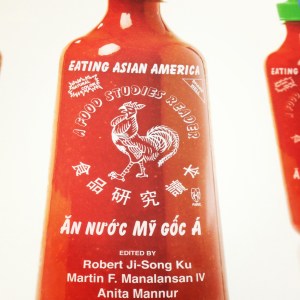 EATING ASIAN AMERICA
A FOOD STUDIES READER
食品研究讀本
ĂN NƯỚC MỸ GỐC Á
EDITED BY
Robert Ji-Song Ku
Martin F. Manalansan IV
Anita Mannur